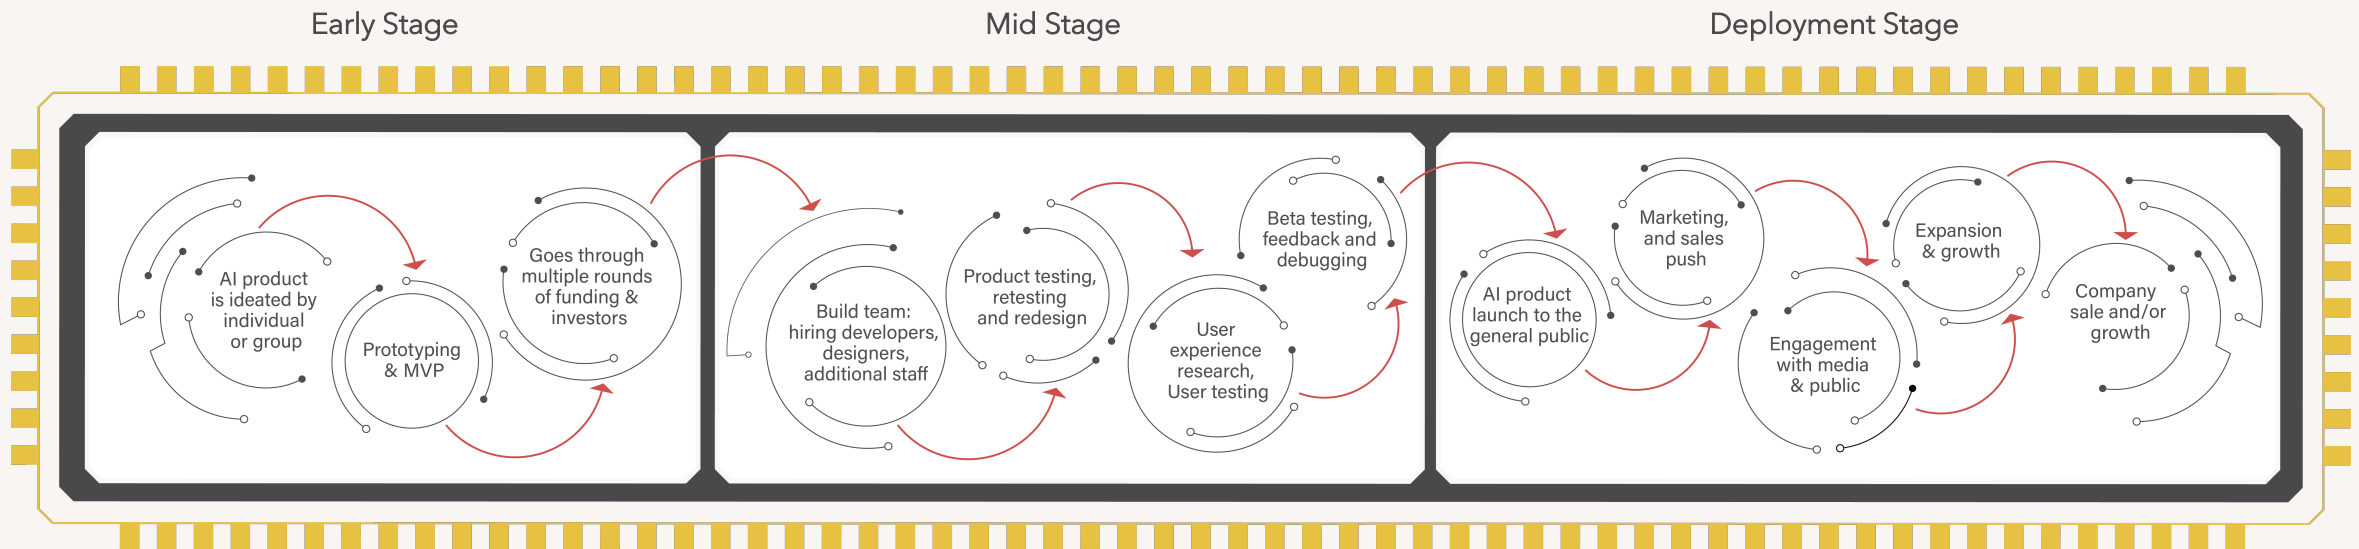 Early Stage
Mid Stage
Deployment Stage
AI product
is ideated by
individual
or group
Prototyping
& MVP
Goes through
multiple rounds
of funding &
investors
Build team:
hiring developers,
designers,
additional staff
Product testing,
retesting
and redesign
User
experience
research,
User testing
Beta testing,
feedback and
debugging
AI product
launch to the
general public
Marketing,
and sales
push
Engagement
with media
& public
Expansion
& growth
Company
sale and/or
growth